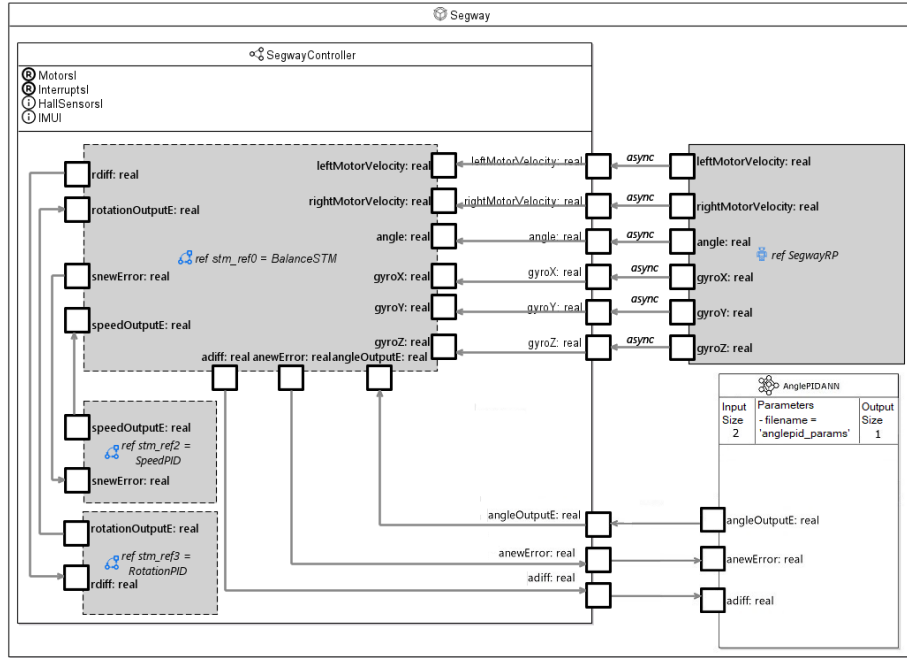 Segway
SegwayController
R MotorsI
R InterruptsI
i HallSensorsI
i IMUI
rdiff: real
rotationOutputE: real
ref stm_ref0 = BalanceSTM
snewError: real
speedOutputE: real
leftMotorVelocity: real
rightMotorVelocity: real
angle: real
gyroX: real
gyroY: real
gyroZ: real
adiff: real anewError: real angleOutputE: real
leftMotorVelocity: real
rightMotorVelocity: real
angle: real
gyroX: real
gyroY: real
gyroZ: real
async
async
async
async
async
async
leftMotorVelocity: real
rightMotorVelocity: real
angle: real
ref SegwayRP
gyroX: real
gyroY: real
gyroZ: real
speedOutputE: real
ref stm_ref2 =
SpeedPID
snewError: real
rotationOutputE: real
ref stm_ref3 =
RotationPID
rdiff: real
angleOutputE: real
anewError: real
adiff: real
AnglePIDANN
Input
Size
2
Parameters
- filename =
'anglepid_params'
Output
Size
1
angleOutputE: real
anewError: real
adiff: real